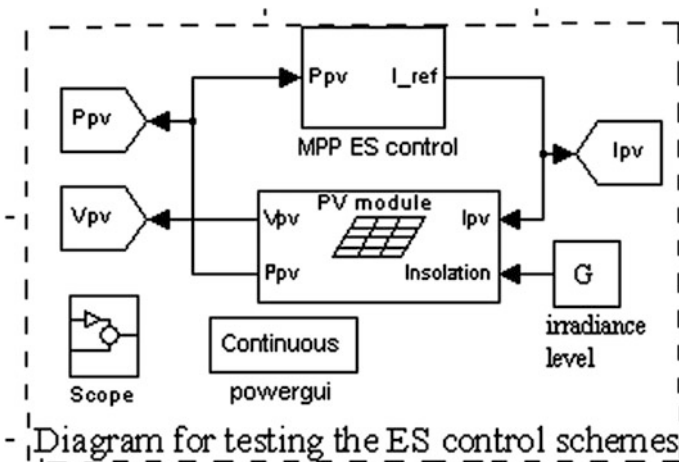 Ppv I_ref
MPP ES control
Ppv
Ipv
Vpv
PV module
Vpv Ipv
Ppv Insolation
G
irradiance
level
Scope
Continuous
powergui
Diagram for testing the ES control schemes